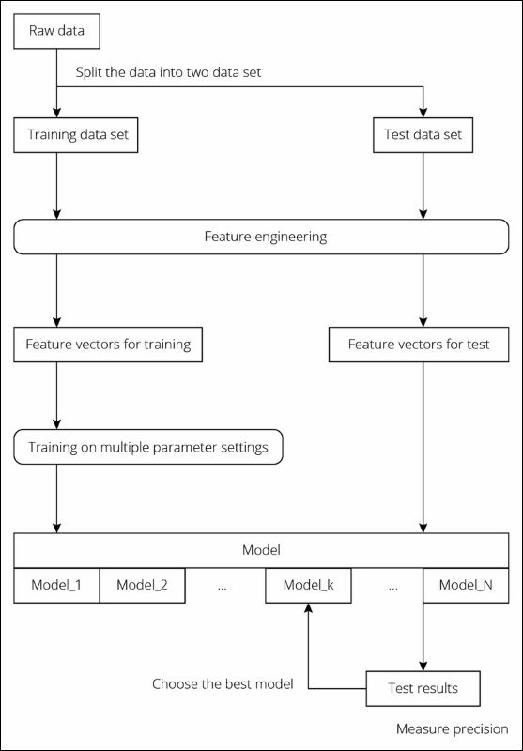 Raw data
Split the data into two data set
Training data set
Test data set
Feature engineering
Feature vectors for training
Feature vectors for test
Training on multiple parameter settings
Model
Model_1
Model_2
...
Model_k
...
Model_N
Choose the best model
Test results
Measure precision